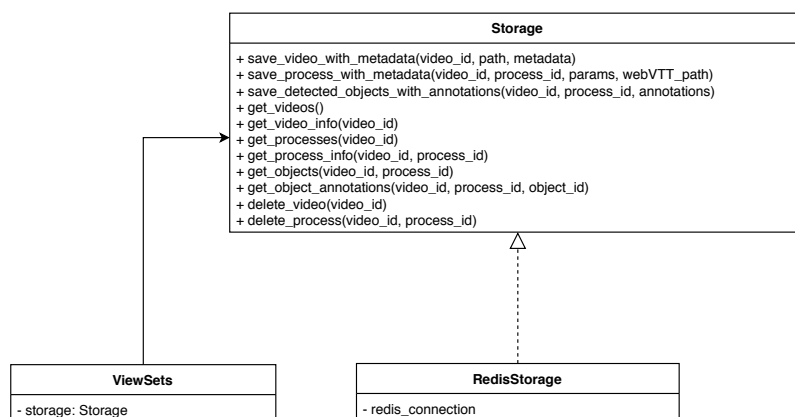 Storage
+ save_video_with_metadata(video_id, path, metadata)
+ save_process_with_metadata(video_id, process_id, params, webVTT_path)
+ save_detected_objects_with_annotations(video_id, process_id, annotations)
+ get_videos()
+ get_video_info(video_id)
+ get_processes(video_id)
+ get_process_info(video_id, process_id)
+ get_objects(video_id, process_id)
+ get_object_annotations(video_id, process_id, object_id)
+ delete_video(video_id)
+ delete_process(video_id, process_id)
ViewSets
- storage: Storage
RedisStorage
- redis_connection